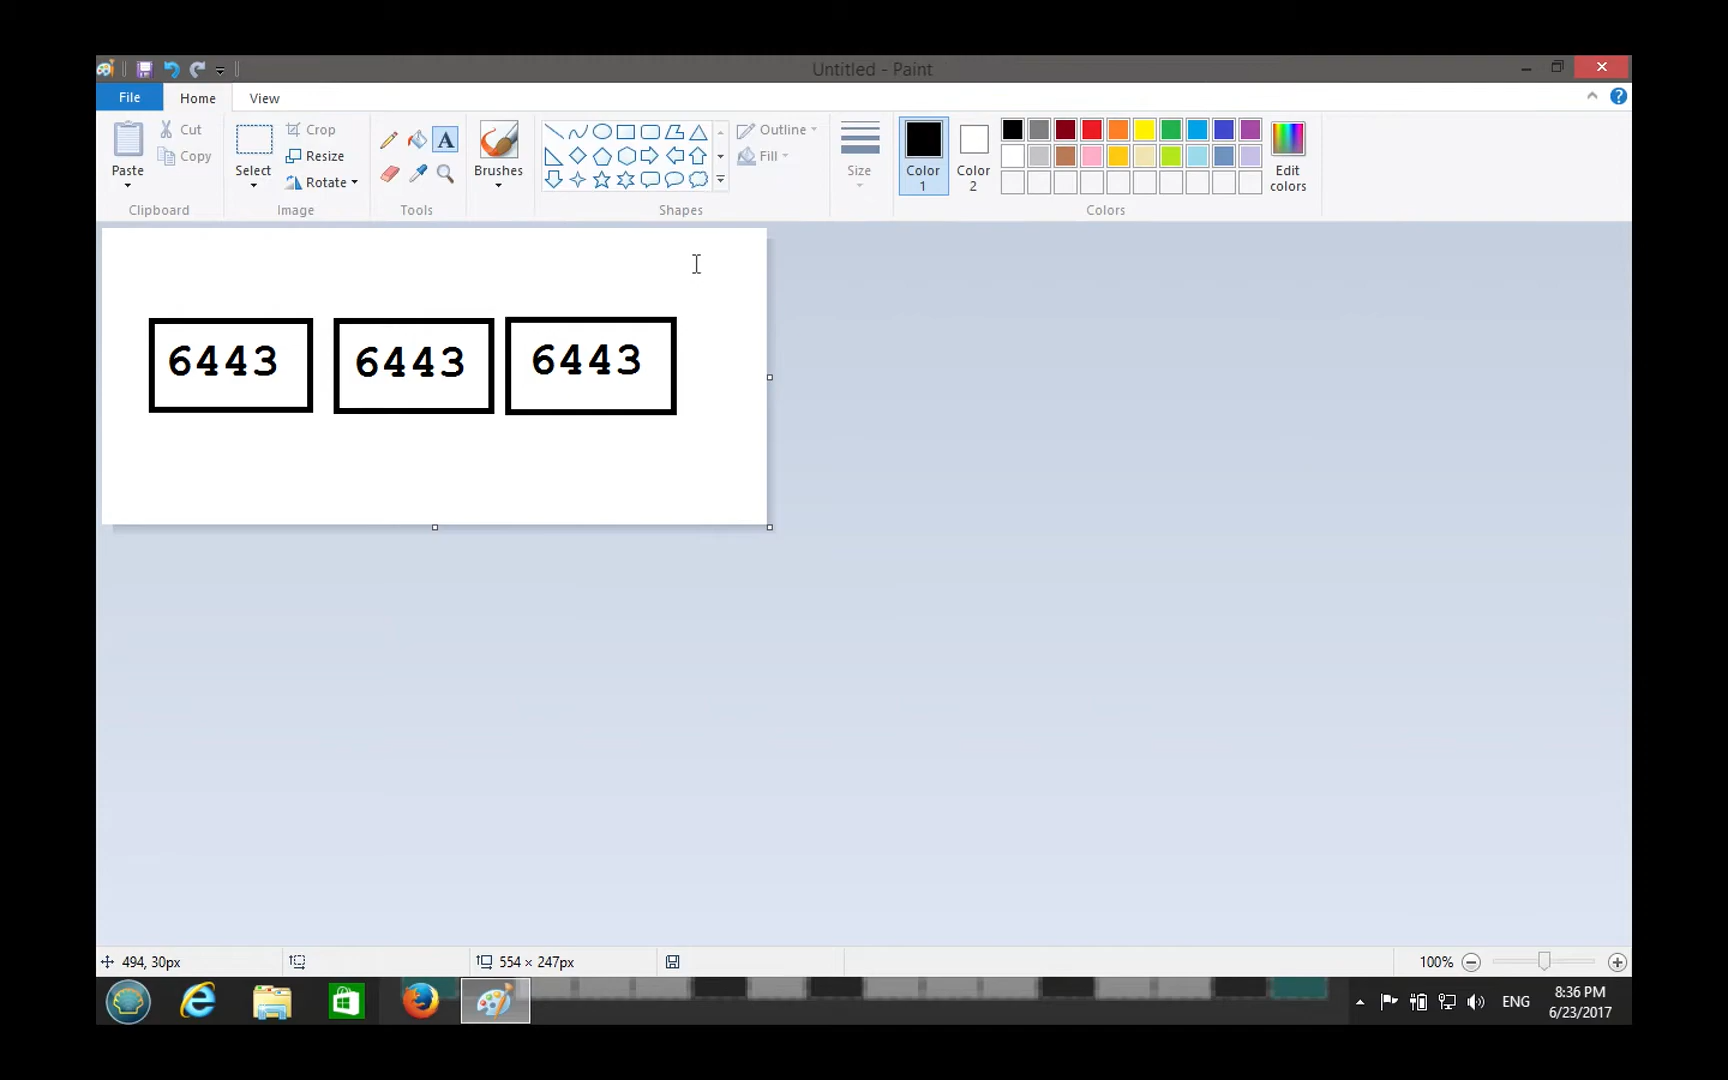 Untitled - Paint
File Home View
Paste
Cut
Copy
Clipboard
Select
Crop
Resize
Rotate
Image
Tools
Brushes
Shapes
Outline
Fill
Size
Color
1
Color
2
Edit
colors
Colors
6443 6443 6443
494, 30px
554 × 247px
100%
ENG
8:36 PM
6/23/2017